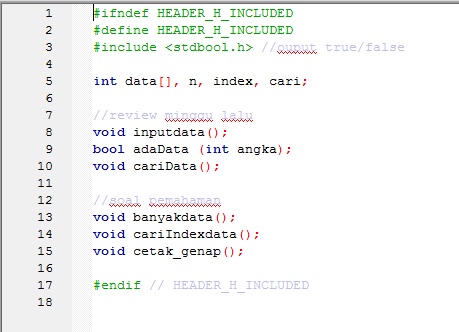 1 #ifndef HEADER_H_INCLUDED
2 #define HEADER_H_INCLUDED
3 #include <stdbool.h> //ouput true/false
4
5 int data[], n, index, cari;
6
7 //review minggu lalu
8 void inputdata();
9 bool adaData (int angka);
10 void cariData();
11
12 //soal pemahaman
13 void banyakdata();
14 void cariIndexdata();
15 void cetak_genap();
16
17 #endif // HEADER_H_INCLUDED
18